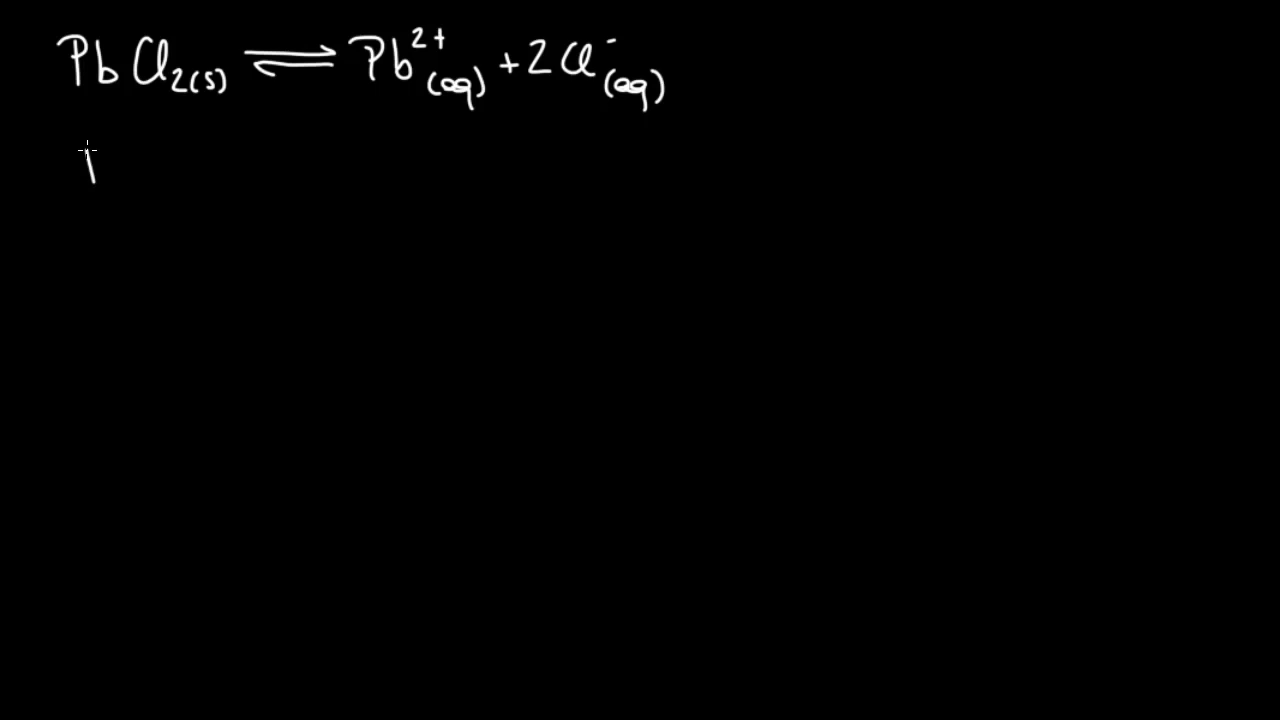 PbCl₂(s) ⇌ Pb²⁺(aq) + 2Cl⁻(aq)